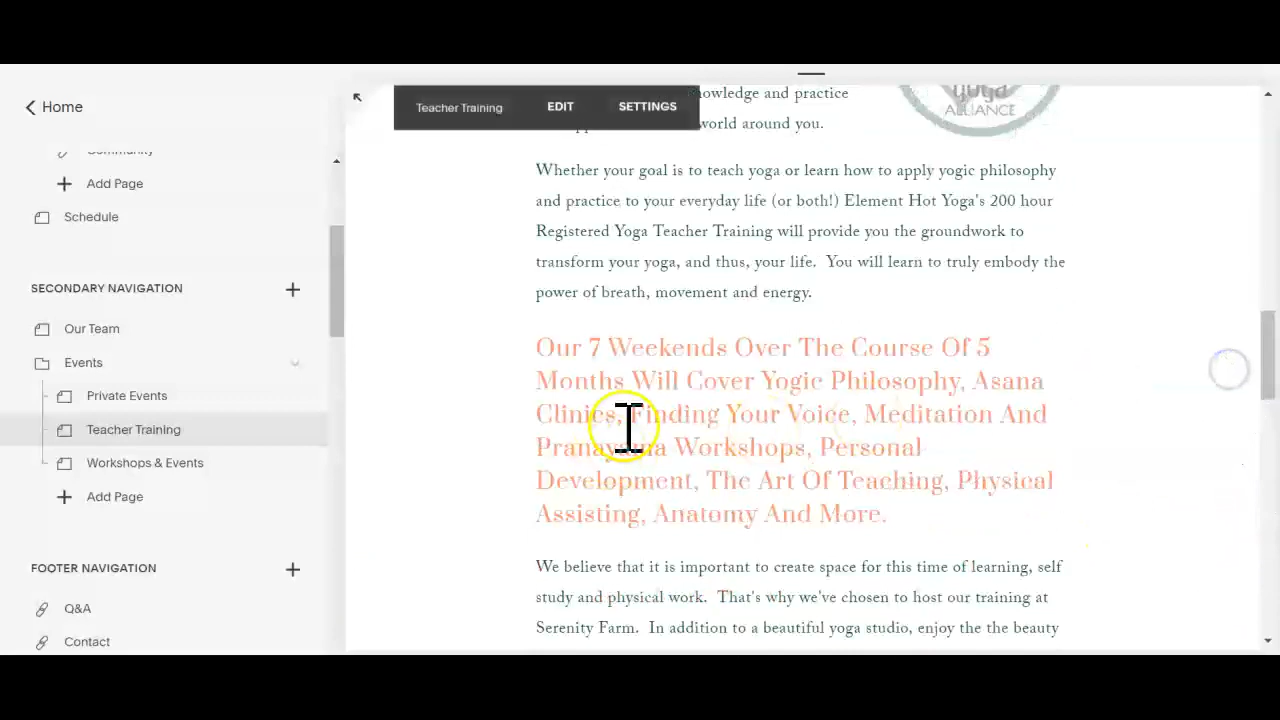 Home
Community
Add Page
Schedule
SECONDARY NAVIGATION
Our Team
Events
Private Events
Teacher Training
Workshops & Events
Add Page
FOOTER NAVIGATION
Q&A
Contact
Teacher Training EDIT SETTINGS
knowledge and practice
world around you.
yoga
ALLIANCE
Whether your goal is to teach yoga or learn how to apply yogic philosophy
and practice to your everyday life (or both!) Element Hot Yoga's 200 hour
Registered Yoga Teacher Training will provide you the groundwork to
transform your yoga, and thus, your life. You will learn to truly embody the
power of breath, movement and energy.
Our 7 Weekends Over The Course Of 5
Months Will Cover Yogic Philosophy, Asana
Clinics, Finding Your Voice, Meditation And
Pranayama Workshops, Personal
Development, The Art Of Teaching, Physical
Assisting, Anatomy And More.
We believe that it is important to create space for this time of learning, self
study and physical work. That's why we've chosen to host our training at
Serenity Farm. In addition to a beautiful yoga studio, enjoy the the beauty